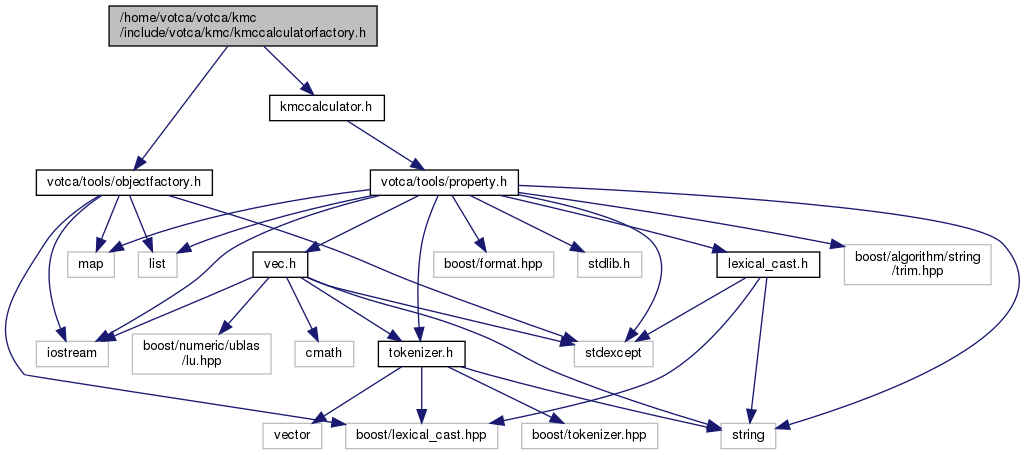 /home/votca/votca/kmc
/include/votca/kmc/kmccalculatorfactory.h
kmccalculator.h
votca/tools/objectfactory.h
votca/tools/property.h
map
list
vec.h
boost/format.hpp
stdlib.h
lexical_cast.h
boost/algorithm/string
/trim.hpp
iostream
boost/numeric/ublas
/lu.hpp
cmath
tokenizer.h
stdexcept
vector
boost/lexical_cast.hpp
boost/tokenizer.hpp
string